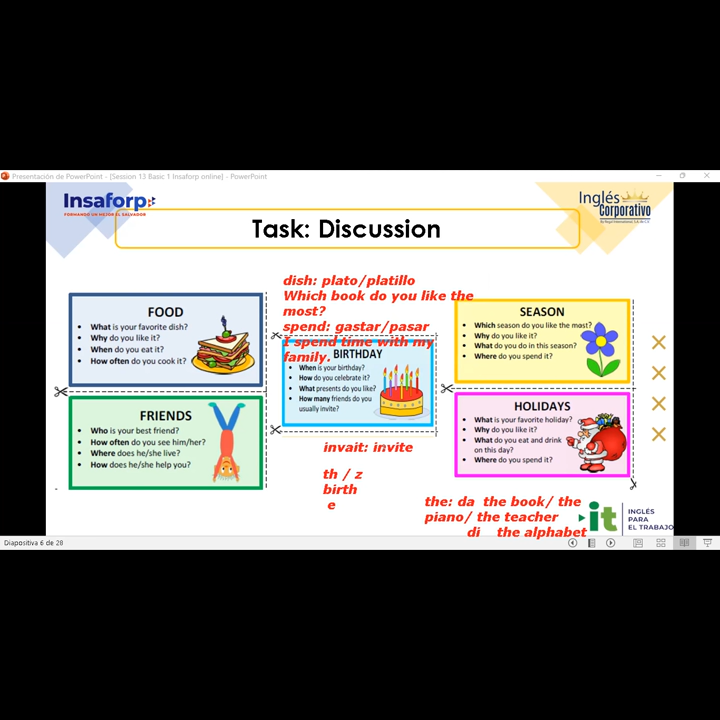 Presentación de PowerPoint - [Session 13 Basic 1 Insaforp online] - PowerPoint
Insaforp
FORMANDO UN MEJOR EL SALVADOR
Inglés
Corporativo
Task: Discussion
dish: plato/platillo
Which book do you like the
most?
spend: gastar/pasar
I spend time with my
family.
FOOD
What is your favorite dish?
Why do you like it?
When do you eat it?
How often do you cook it?
BIRTHDAY
When is your birthday?
How do you celebrate it?
What presents do you like?
How many friends do you
usually invite?
SEASON
Which season do you like the most?
Why do you like it?
What do you do in this season?
Where do you spend it?
FRIENDS
Who is your best friend?
How often do you see him/her?
Where does he/she live?
How does he/she help you?
HOLIDAYS
What is your favorite holiday?
Why do you like it?
What do you eat and drink
on this day?
Where do you spend it?
invait: invite
th / z
birth
e
the: da the book/ the
piano/ the teacher
di the alphabet
it
INGLÉS
PARA
EL TRABAJO
Diapositiva 6 de 28